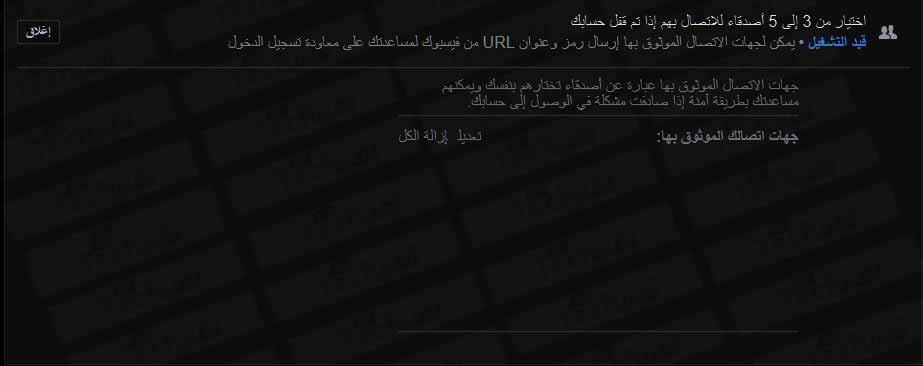 اختيار من 3 إلى 5 أصدقاء للاتصال بهم إذا تم قفل حسابك
إغلاق
قيد التشغيل • يمكن لجهات الاتصال الموثوق بها إرسال رمز وعنوان URL من فيسبوك لمساعدتك على معاودة تسجيل الدخول
جهات الاتصال الموثوق بها عبارة عن أصدقاء تختارهم بنفسك ويمكنهم
مساعدتك بطريقة آمنة إذا صادفت مشكلة في الوصول إلى حسابك.
جهات اتصالك الموثوق بها: تعديل إزالة الكل